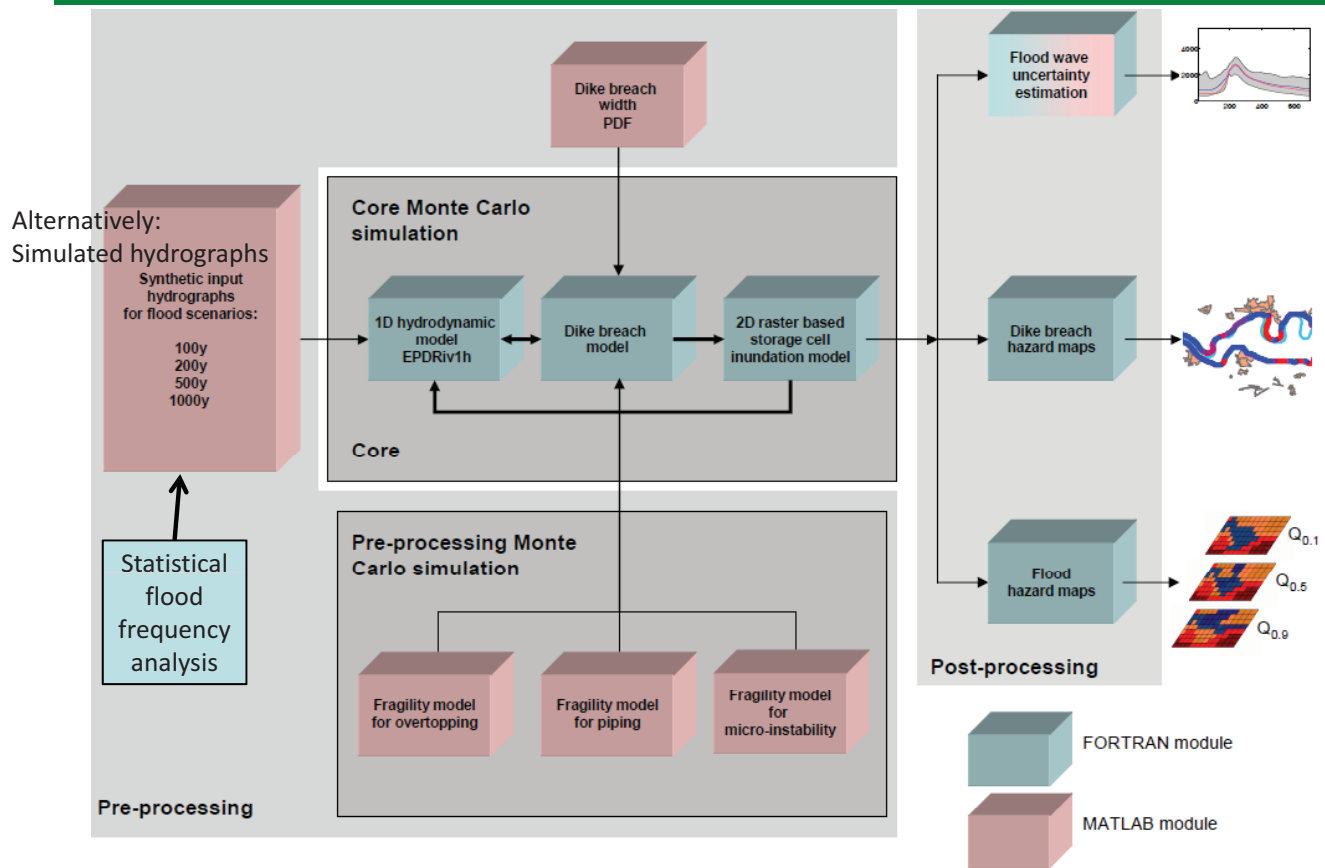 Dike breach
width
PDF
Flood wave
uncertainty
estimation
4000
2000
0
200
400
600
Alternatively:
Simulated hydrographs
Synthetic input
hydrographs
for flood scenarios:
100y
200y
500y
1000y
Core Monte Carlo
simulation
1D hydrodynamic
model
EPDRiv1h
Dike breach
model
2D raster based
storage cell
inundation model
Core
Dike breach
hazard maps
Statistical
flood
frequency
analysis
Pre-processing Monte
Carlo simulation
Fragility model
for overtopping
Fragility model
for piping
Fragility model
for
micro-instability
Pre-processing
Flood
hazard maps
Q0.1
Q0.5
Q0.9
Post-processing
FORTRAN module
MATLAB module